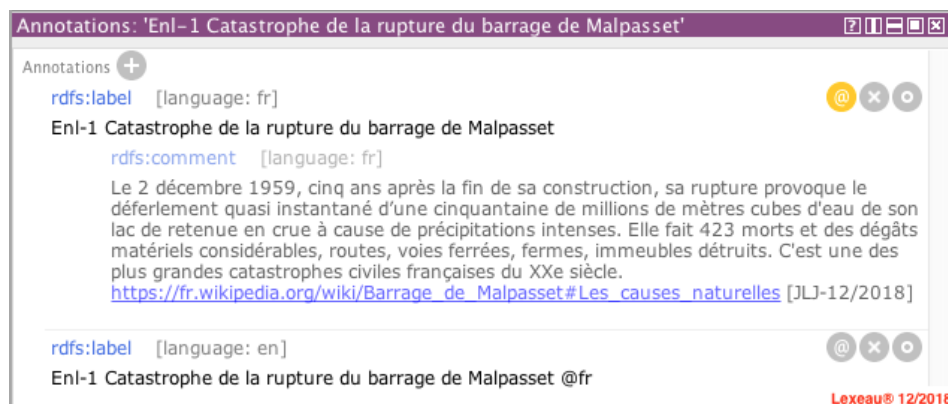 Annotations: 'Enl-1 Catastrophe de la rupture du barrage de Malpasset'
Annotations
rdfs:label [language: fr]
@
Enl-1 Catastrophe de la rupture du barrage de Malpasset
rdfs:comment [language: fr]
Le 2 décembre 1959, cinq ans après la fin de sa construction, sa rupture provoque le
déferlement quasi instantané d’une cinquantaine de millions de mètres cubes d'eau de son
lac de retenue en crue à cause de précipitations intenses. Elle fait 423 morts et des dégâts
matériels considérables, routes, voies ferrées, fermes, immeubles détruits. C'est une des
plus grandes catastrophes civiles françaises du XXe siècle.
https://fr.wikipedia.org/wiki/Barrage_de_Malpasset#Les_causes_naturelles [JLJ-12/2018]
rdfs:label [language: en]
@
Enl-1 Catastrophe de la rupture du barrage de Malpasset @fr
Lexeau® 12/2018